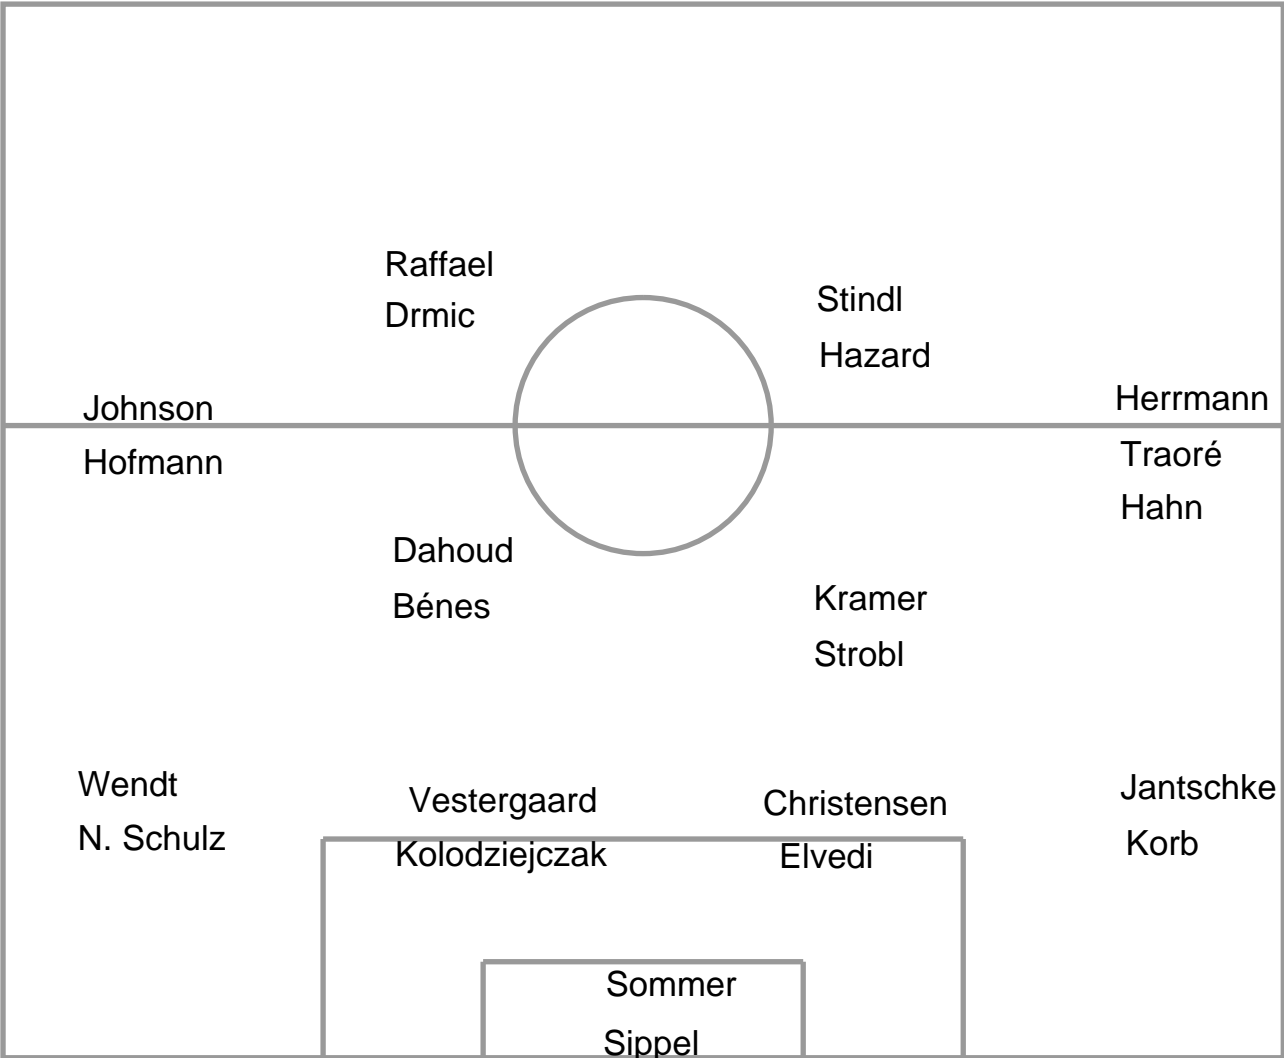 Raffael
Drmic
Stindl
Hazard
Johnson
Hofmann
Herrmann
Traoré
Hahn
Dahoud
Bénes
Kramer
Strobl
Wendt
N. Schulz
Vestergaard
Kolodziejczak
Christensen
Elvedi
Jantschke
Korb
Sommer
Sippel